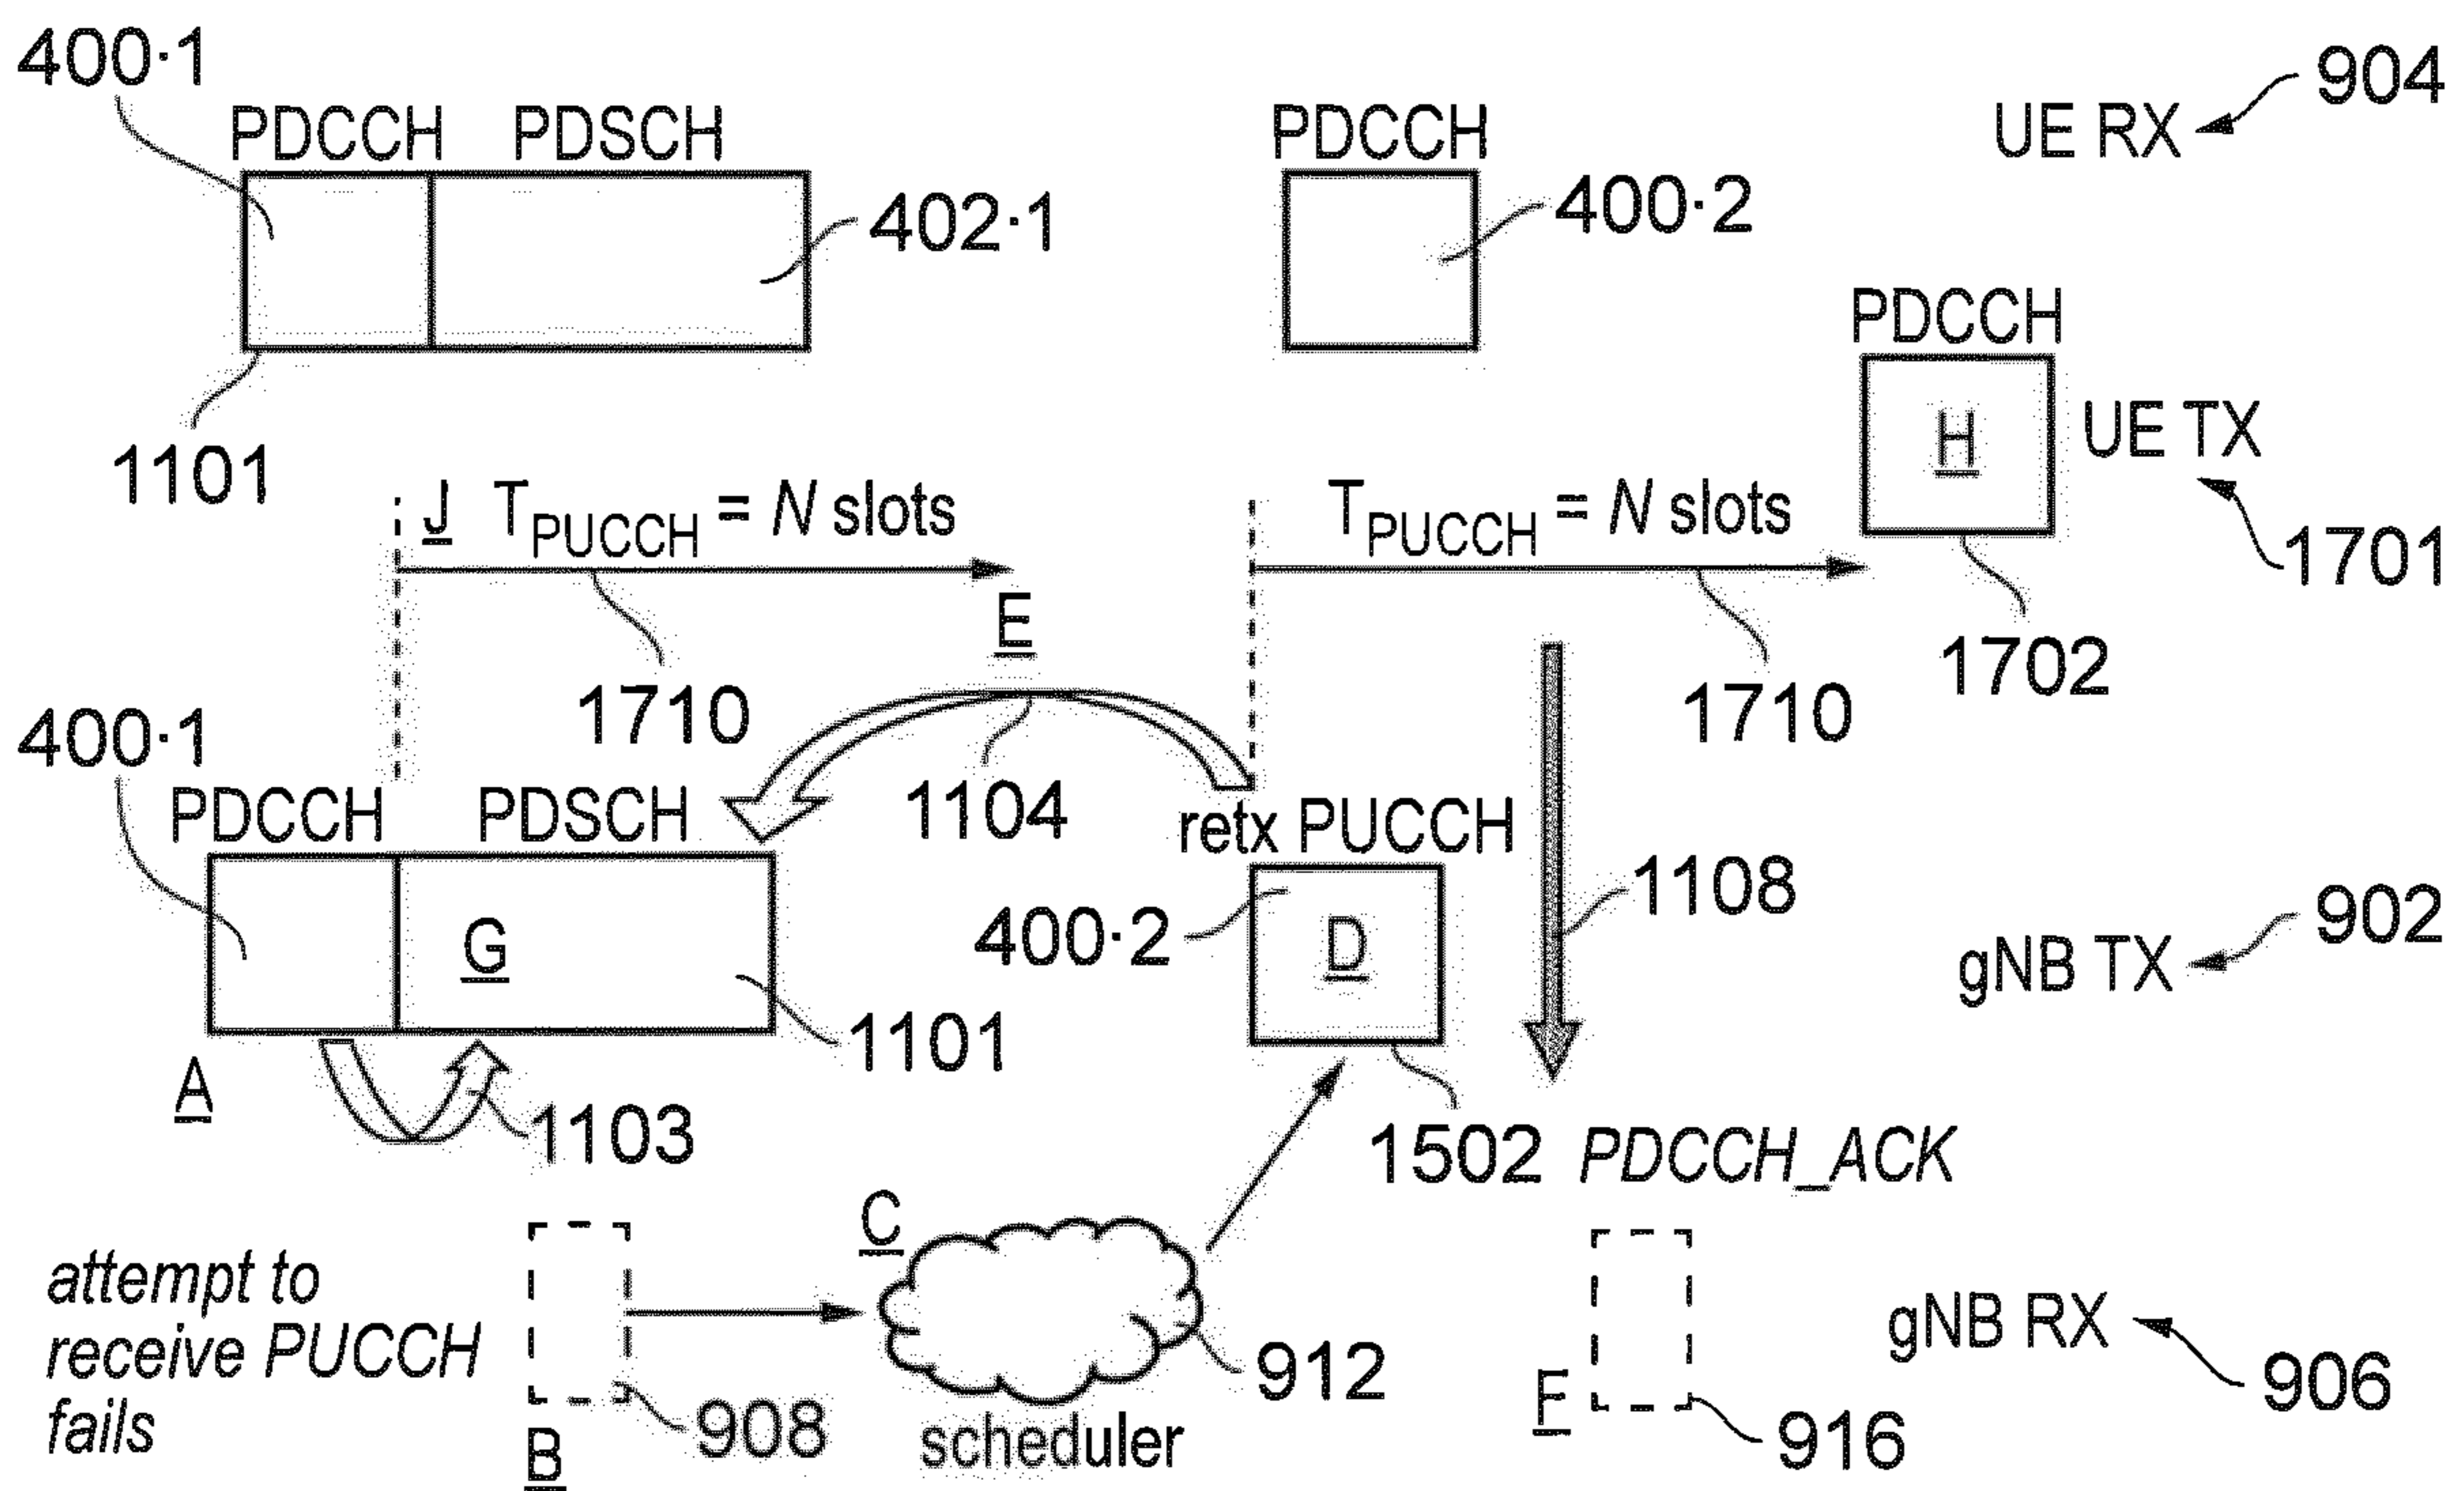 400·1
904
PDCCH PDSCH PDCCH UE RX
402·1 400·2
PDCCH
H UE TX
1101
J T_PUCCH = N slots T_PUCCH = N slots
1701
E
1702
1710 1710
400·1
PDCCH PDSCH 1104 retx PUCCH
1108 902
G 400·2 D gNB TX
1101
A
1103 1502 PDCCH_ACK
C
attempt to
receive PUCCH
fails
gNB RX
912 906
908 scheduler F 916
B